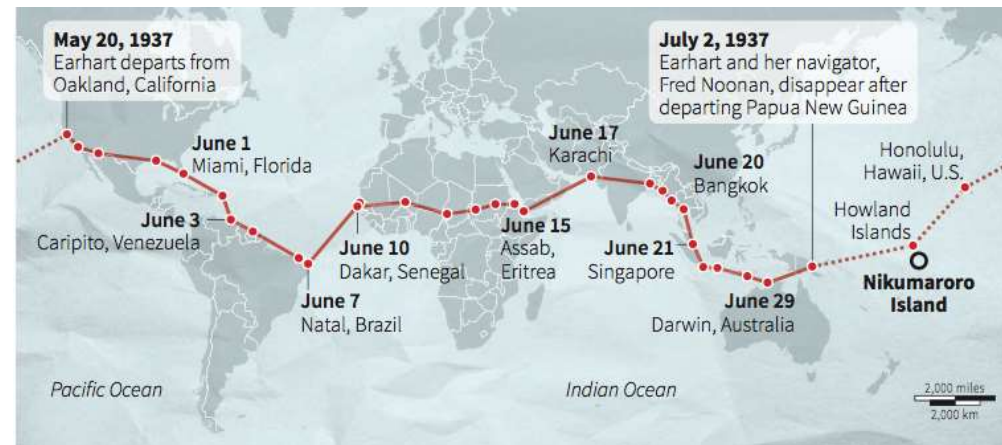 May 20, 1937
Earhart departs from
Oakland, California
July 2, 1937
Earhart and her navigator,
Fred Noonan, disappear after
departing Papua New Guinea
June 1
Miami, Florida
June 3
Caripito, Venezuela
June 7
Natal, Brazil
June 10
Dakar, Senegal
June 15
Assab,
Eritrea
June 17
Karachi
June 20
Bangkok
June 21
Singapore
June 29
Darwin, Australia
Honolulu,
Hawaii, U.S.
Howland
Islands
Nikumaroro
Island
Pacific Ocean
Indian Ocean
2,000 miles
2,000 km